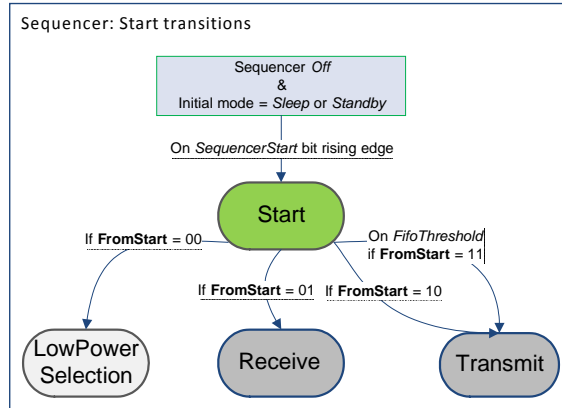 Sequencer: Start transitions
Sequencer Off
&
Initial mode = Sleep or Standby
On SequencerStart bit rising edge
Start
If FromStart = 00
On FifoThreshold
if FromStart = 11
If FromStart = 01
If FromStart = 10
LowPower
Selection
Receive
Transmit